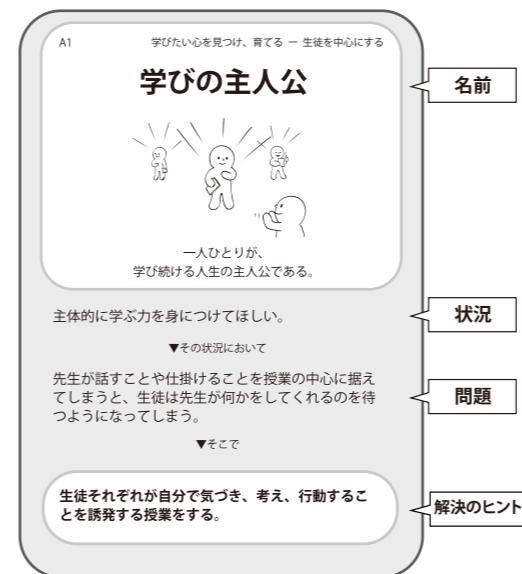 A1 学びたい心を見つけ、育てる － 生徒を中心にする
学びの主人公
一人ひとりが、
学び続ける人生の主人公である。
名前
主体的に学ぶ力を身につけてほしい。
状況
▼その状況において
先生が話すことや仕掛けることを授業の中心に据え
てしまうと、生徒は先生が何かをしてくれるのを待
つようになってしまう。
問題
▼そこで
生徒それぞれが自分で気づき、考え、行動するこ
とを誘発する授業をする。
解決のヒント